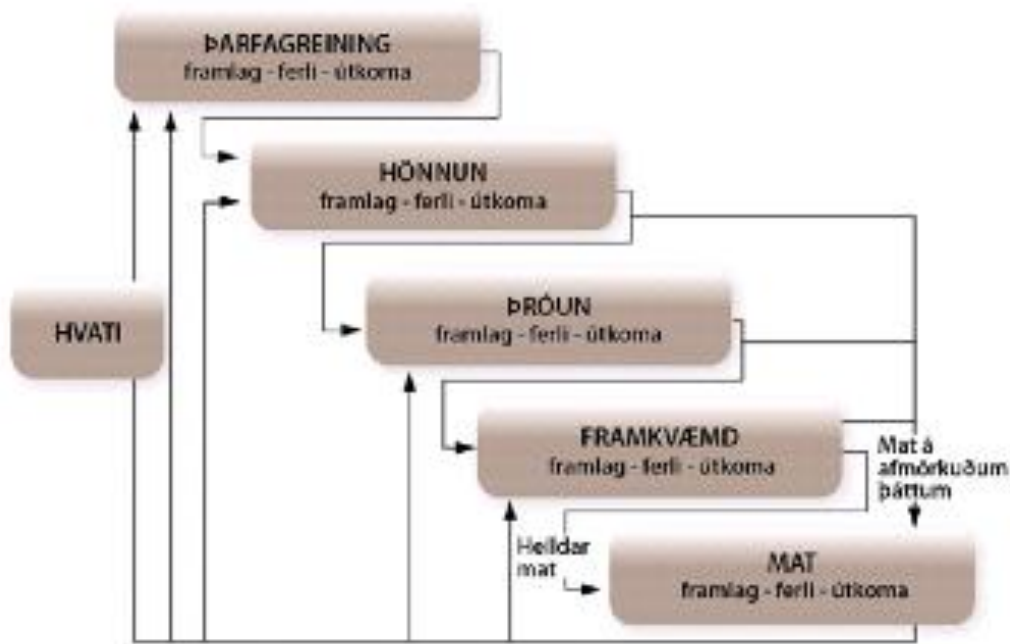 ÞARFAGREINING
framlag - ferli - útkoma
HÖNNUN
framlag - ferli - útkoma
ÞRÓUN
framlag - ferli - útkoma
HVATI
FRAMKVÆMD
framlag - ferli - útkoma
Mat á
afmörkuðum
þáttum
Heildar
mat
MAT
framlag - ferli - útkoma